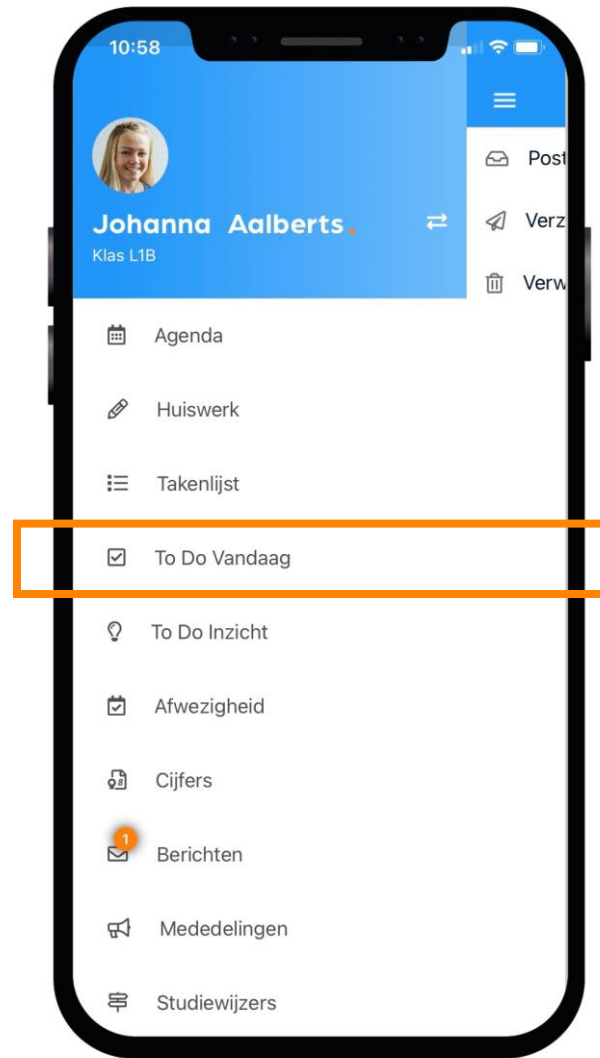 10:58
Johanna Aalberts.
Klas L1B
Post
Verz
Verw
Agenda
Huiswerk
Takenlijst
To Do Vandaag
To Do Inzicht
Afwezigheid
Cijfers
1
Berichten
Mededelingen
Studiewijzers